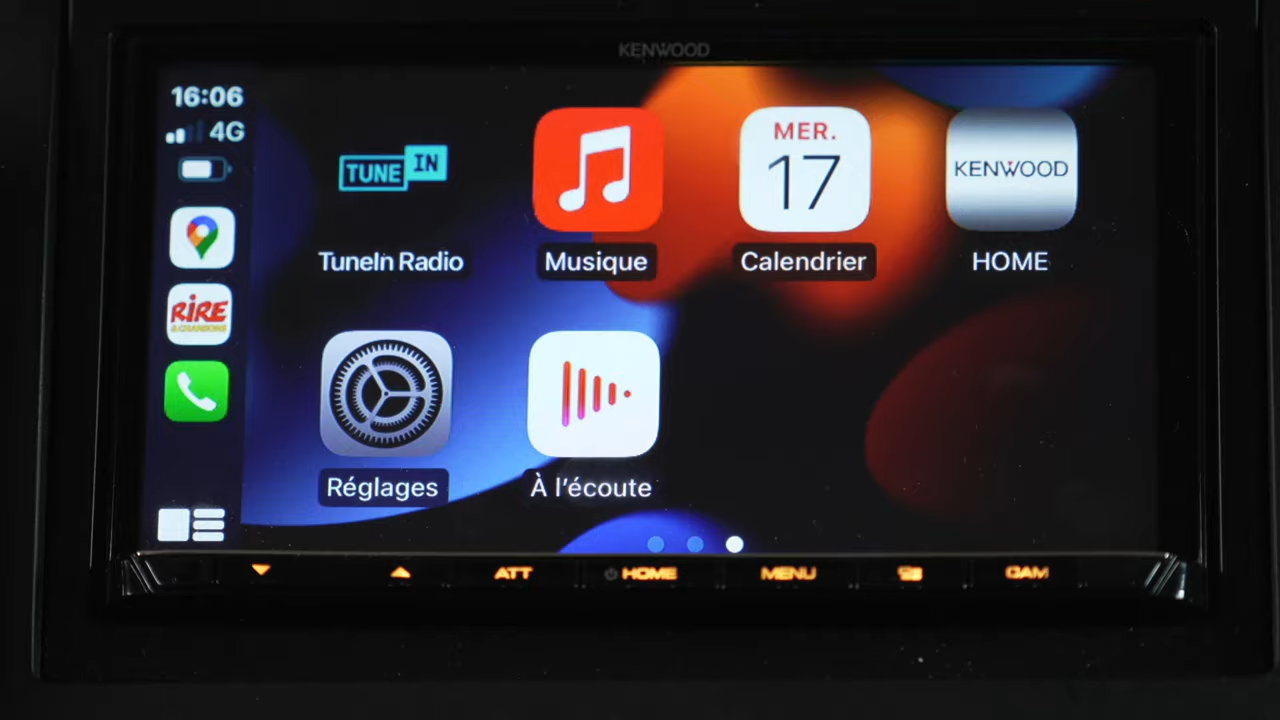 KENWOOD
16:06
4G
RIRE
& CHANSONS
TUNE IN
TuneIn Radio
Musique
MER.
17
Calendrier
KENWOOD
HOME
Réglages
À l'écoute
ATT
HOME
MENU
CAM